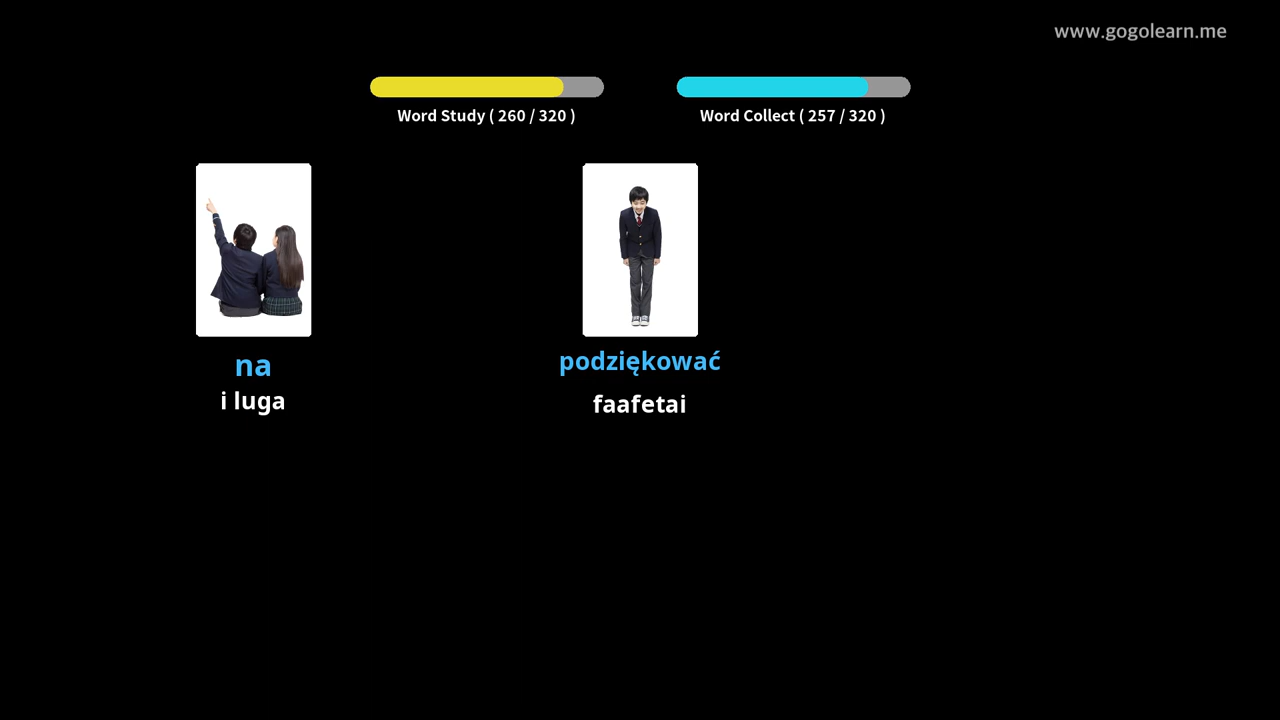 www.gogolearn.me
Word Study ( 260 / 320 )
Word Collect ( 257 / 320 )
na
i luga
podziękować
faafetai